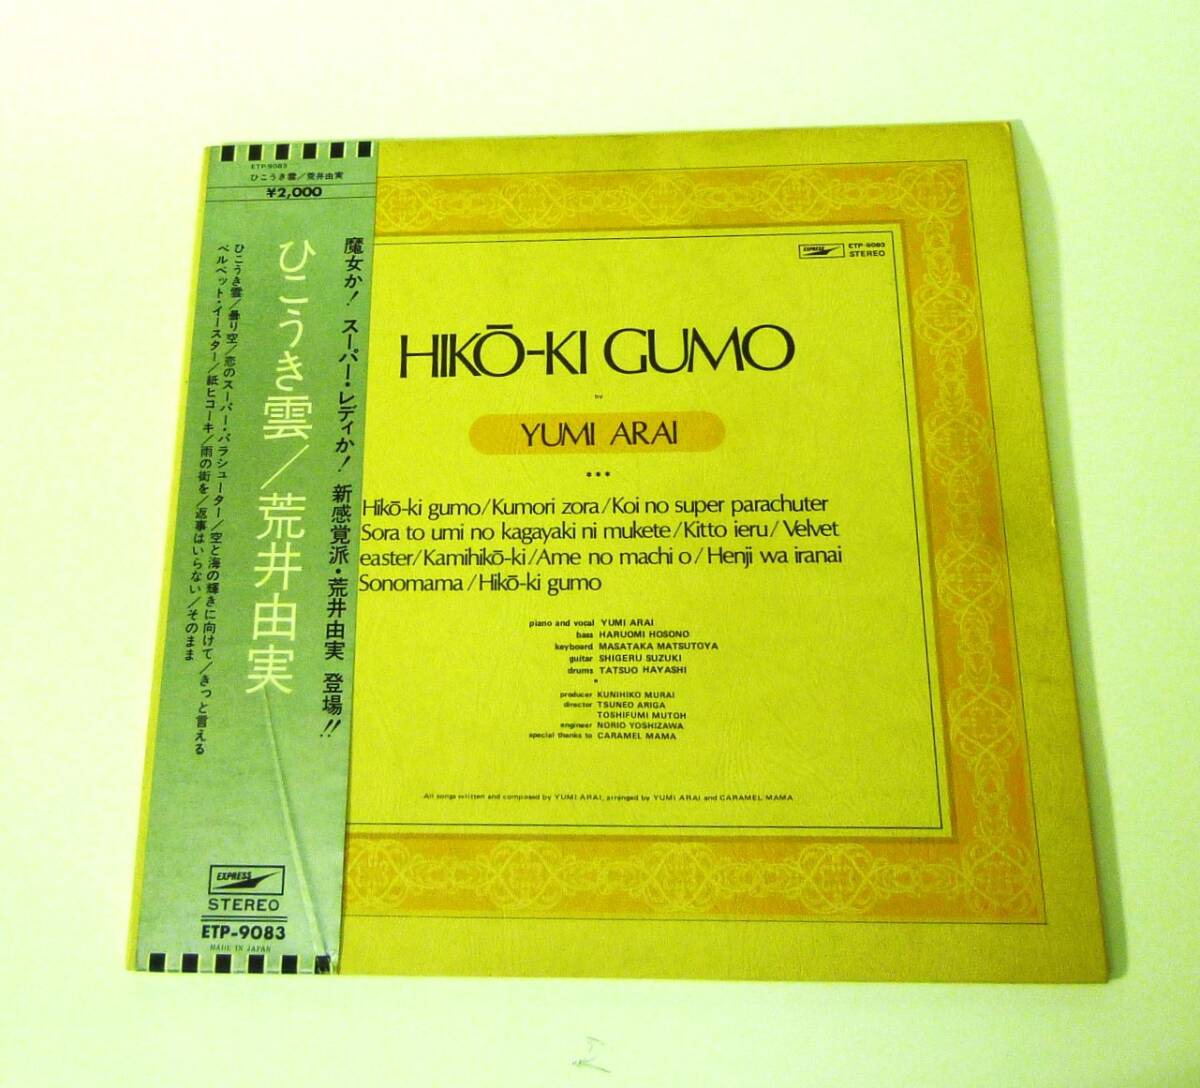 ETP-9083
ひこうき雲/荒井由実
¥2,000
魔女か! スーパー・レディか! 新感覚派・荒井由実 登場!!
ひこうき雲/荒井由実
ひこうき雲/曇り空/恋のスーパー・パラシューター/空と海の輝きに向けて/きっと言える
ベルベット・イースター/紙ヒコーキ/雨の街を/返事はいらない/そのまま
EXPRESS
STEREO
ETP-9083
MADE IN JAPAN
EXPRESS
ETP-9083
STEREO
HIKŌ-KI GUMO
by
YUMI ARAI
***
Hikō-ki gumo/Kumori zora/Koi no super parachuter
Sora to umi no kagayaki ni mukete/Kitto ieru/Velvet
easter/Kamihikō-ki/Ame no machi o/Henji wa iranai
Sonomama/Hikō-ki gumo
piano and vocal YUMI ARAI
bass HARUOMI HOSONO
keyboard MASATAKA MATSUTOYA
guitar SHIGERU SUZUKI
drums TATSUO HAYASHI
producer KUNIHIKO MURAI
director TSUNEO ARIGA
TOSHIFUMI MUTOH
engineer NORIO YOSHIZAWA
special thanks to CARAMEL MAMA
All songs written and composed by YUMI ARAI, arranged by YUMI ARAI and CARAMEL MAMA